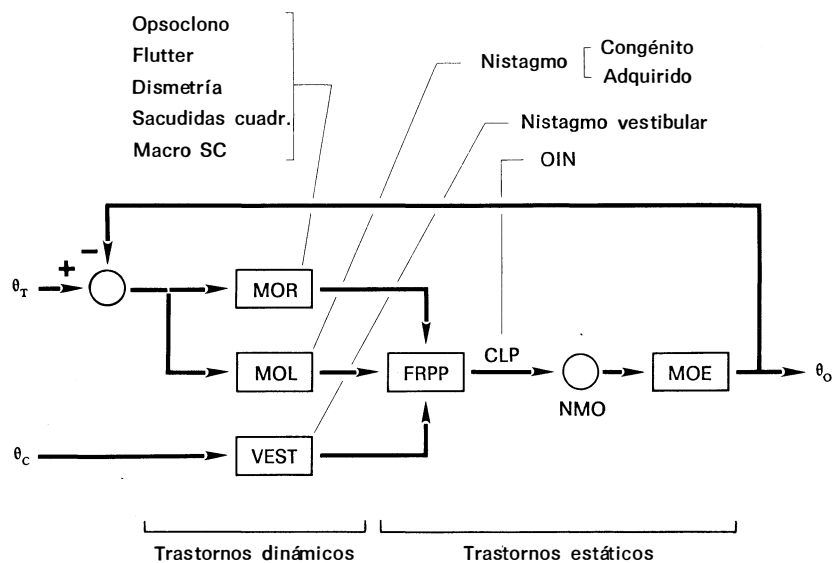 Opsoclono
Flutter
Dismetría
Sacudidas cuadr.
Macro SC
Nistagmo
Congénito
Adquirido
Nistagmo vestibular
OIN
θT
+
−
MOR
MOL
FRPP
CLP
NMO
MOE
θO
θC
VEST
Trastornos dinámicos
Trastornos estáticos